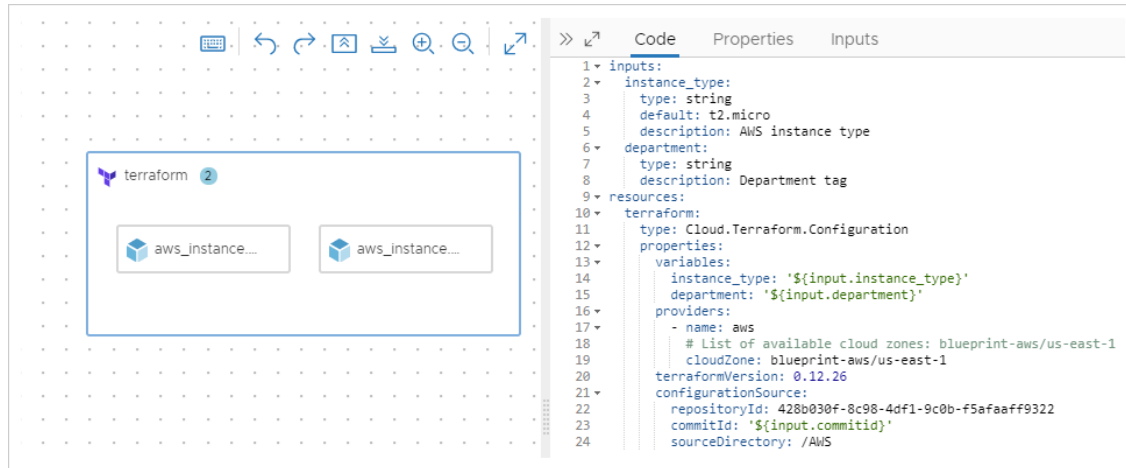 Code Properties Inputs
terraform 2
aws_instance.... aws_instance....
1 inputs:
2   instance_type:
3     type: string
4     default: t2.micro
5     description: AWS instance type
6   department:
7     type: string
8     description: Department tag
9 resources:
10   terraform:
11     type: Cloud.Terraform.Configuration
12     properties:
13       variables:
14         instance_type: '${input.instance_type}'
15         department: '${input.department}'
16       providers:
17         - name: aws
18           # List of available cloud zones: blueprint-aws/us-east-1
19           cloudZone: blueprint-aws/us-east-1
20       terraformVersion: 0.12.26
21       configurationSource:
22         repositoryId: 428b030f-8c98-4df1-9c0b-f5afaaff9322
23         commitId: '${input.commitid}'
24         sourceDirectory: /AWS